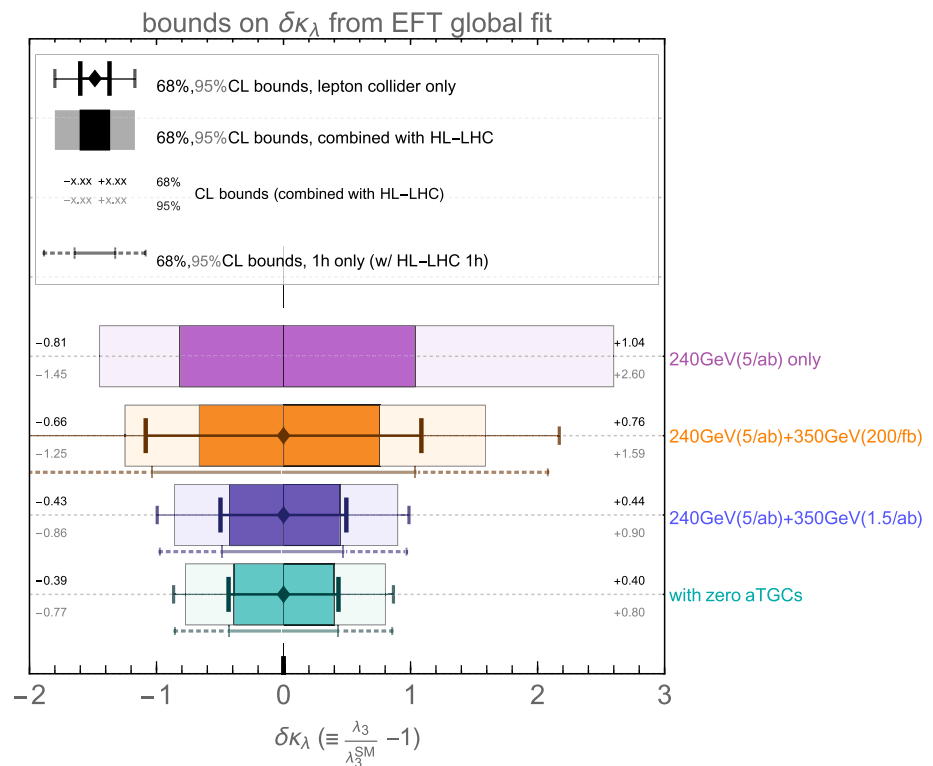 bounds on δκλ from EFT global fit
68%,95%CL bounds, lepton collider only
68%,95%CL bounds, combined with HL−LHC
−x.xx +x.xx 68%
CL bounds (combined with HL−LHC)
−x.xx +x.xx 95%
68%,95%CL bounds, 1h only (w/ HL−LHC 1h)
−0.81 +1.04
240GeV(5/ab) only
−1.45 +2.60
−0.66 +0.76
240GeV(5/ab)+350GeV(200/fb)
−1.25 +1.59
−0.43 +0.44
240GeV(5/ab)+350GeV(1.5/ab)
−0.86 +0.90
−0.39 +0.40
with zero aTGCs
−0.77 +0.80
−2 −1 0 1 2 3
δκλ (≡ λ3/λ3SM −1)